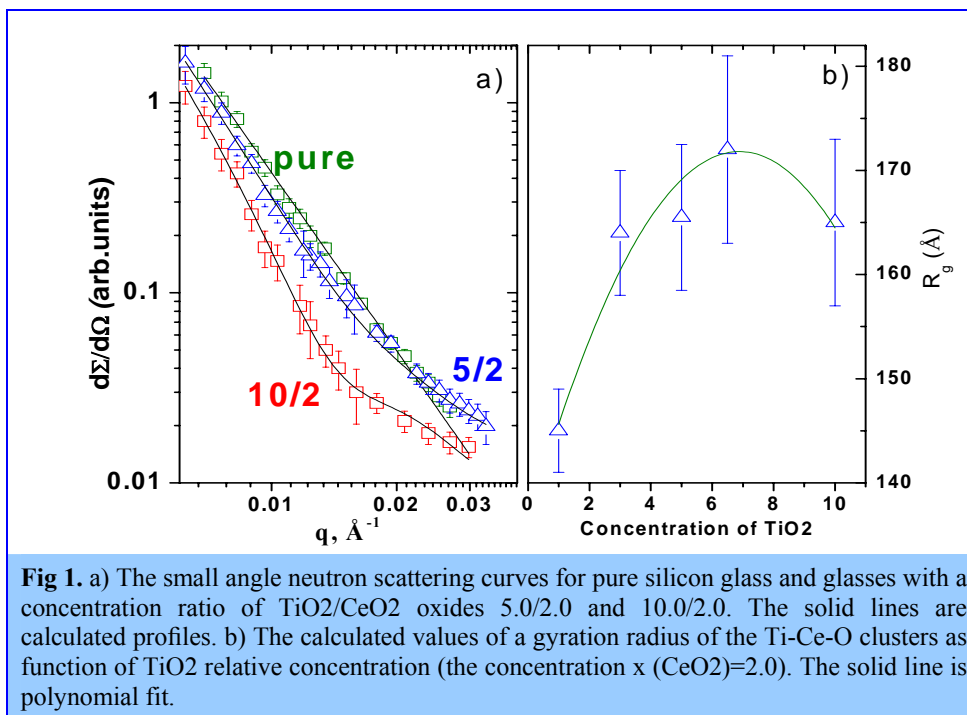 a)
b)
1
0.1
0.01
dΣ/dΩ (arb.units)
pure
5/2
10/2
0.01
0.02
0.03
q, Å⁻¹
180
170
160
150
140
R_g (Å)
0
2
4
6
8
10
Concentration of TiO2
Fig 1. a) The small angle neutron scattering curves for pure silicon glass and glasses with a
concentration ratio of TiO2/CeO2 oxides 5.0/2.0 and 10.0/2.0. The solid lines are
calculated profiles. b) The calculated values of a gyration radius of the Ti-Ce-O clusters as
function of TiO2 relative concentration (the concentration x (CeO2)=2.0). The solid line is
polynomial fit.